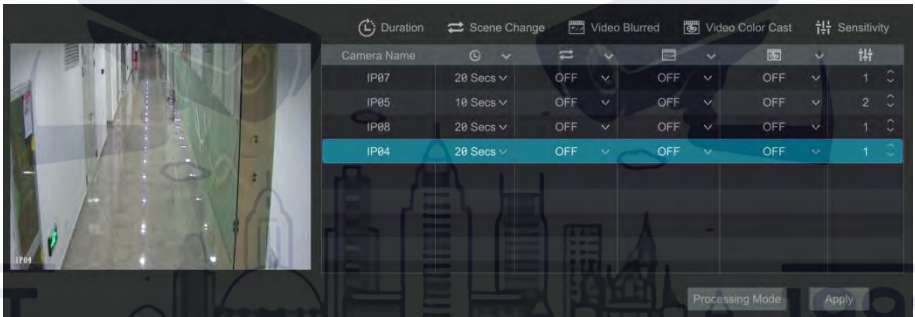 Duration Scene Change Video Blurred Video Color Cast Sensitivity
Camera Name
IP07 20 Secs OFF OFF OFF 1
IP05 10 Secs OFF OFF OFF 2
IP08 20 Secs OFF OFF OFF 1
IP04 20 Secs OFF OFF OFF 1
IP04
Processing Mode Apply